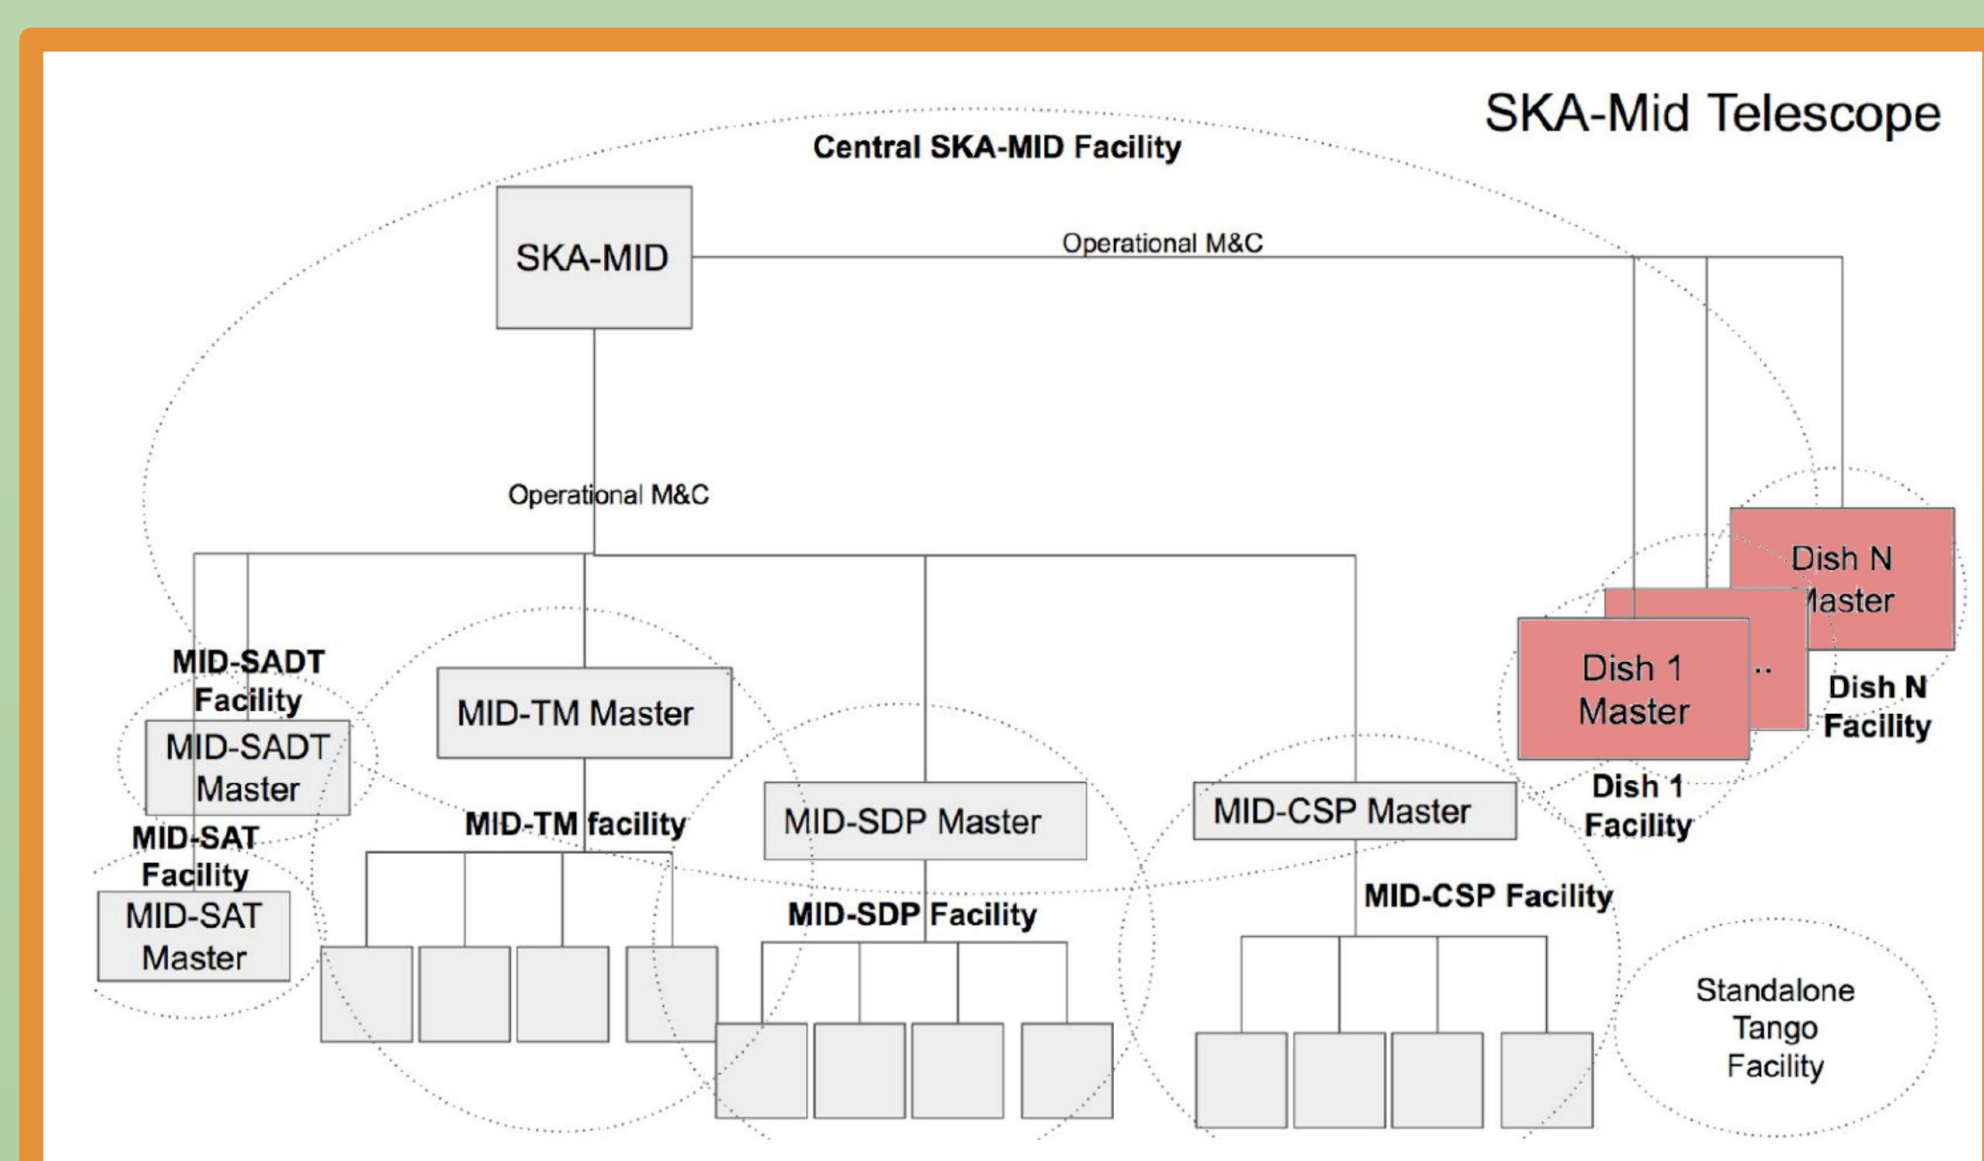 SKA-Mid Telescope
Central SKA-MID Facility
SKA-MID
Operational M&C
Operational M&C
Dish N
Master
Dish 1
Master
..
Dish N
Facility
Dish 1
Facility
MID-SADT
Facility
MID-SADT
Master
MID-SAT
Facility
MID-SAT
Master
MID-TM Master
MID-TM facility
MID-SDP Master
MID-SDP Facility
MID-CSP Master
MID-CSP Facility
Standalone
Tango
Facility